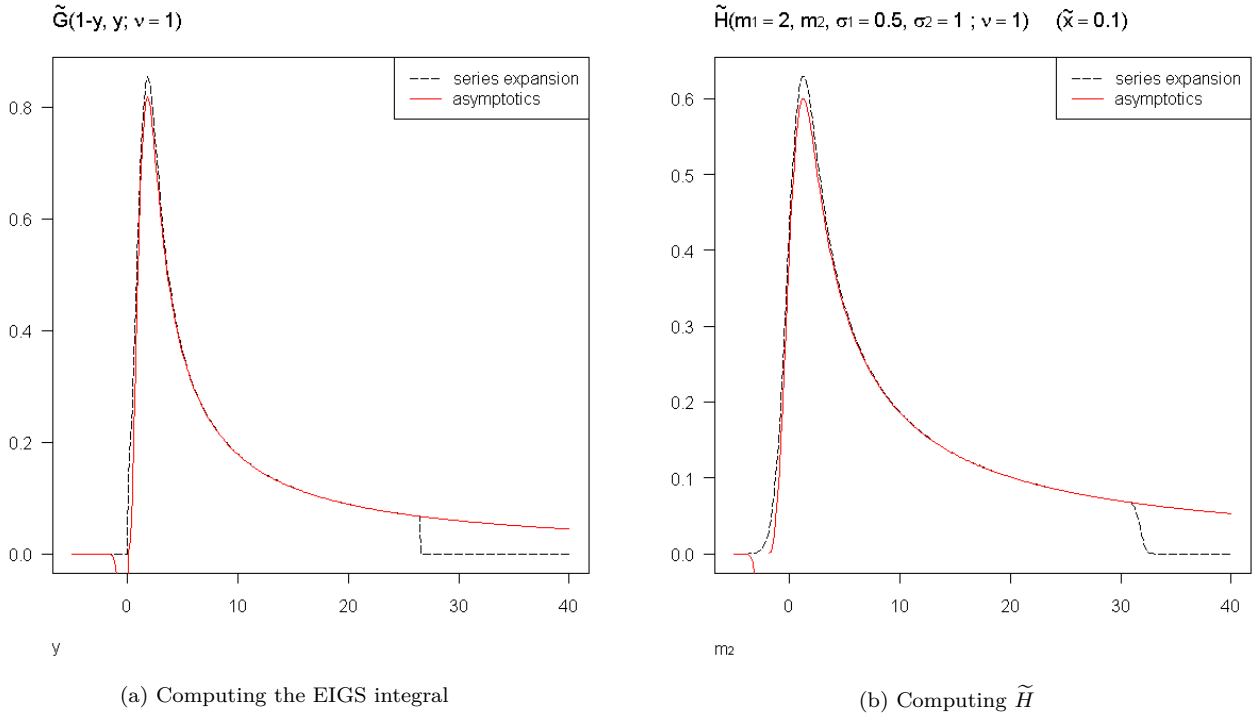 G̃(1-y, y; ν = 1)
series expansion
asymptotics
0.8
0.6
0.4
0.2
0.0
0 10 20 30 40
y
(a) Computing the EIGS integral
H̃(m₁ = 2, m₂, σ₁ = 0.5, σ₂ = 1 ; ν = 1) (x̃ = 0.1)
series expansion
asymptotics
0.6
0.5
0.4
0.3
0.2
0.1
0.0
0 10 20 30 40
m₂
(b) Computing H̃